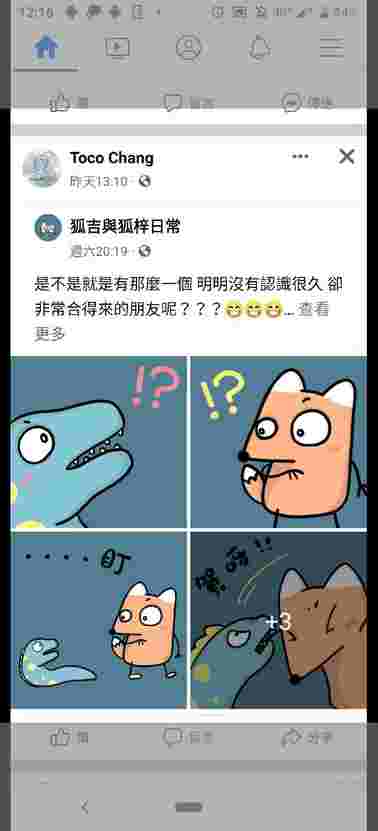 12:16
讚
留言
傳送
Toco Chang
昨天13:10 ·
狐吉與狐梓日常
週六20:19 ·
是不是就是有那麼一個 明明沒有認識很久 卻
非常合得來的朋友呢？？？😁😁😁... 查看
更多
!?
!?
....盯
+3
讚
留言
分享